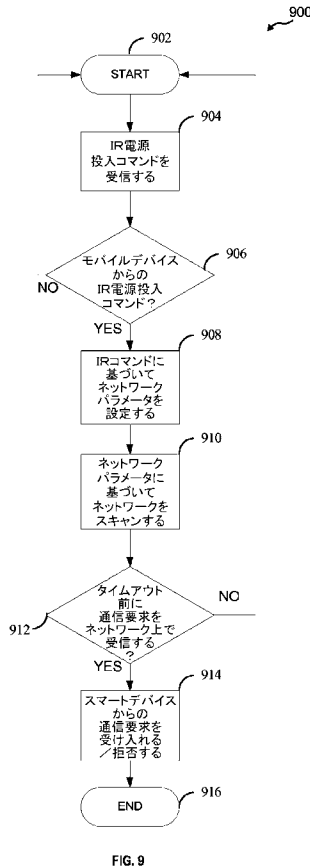 900
902
START
904
IR電源
投入コマンドを
受信する
906
モバイルデバイス
からの
IR電源投入
コマンド?
NO
YES
908
IRコマンドに
基づいて
ネットワーク
パラメータを
設定する
910
ネットワーク
パラメータに
基づいて
ネットワークを
スキャンする
タイムアウト
前に
通信要求を
ネットワーク上で
受信する
?
NO
912
YES
914
スマートデバイス
からの
通信要求を
受け入れる
/拒否する
END
916
FIG. 9